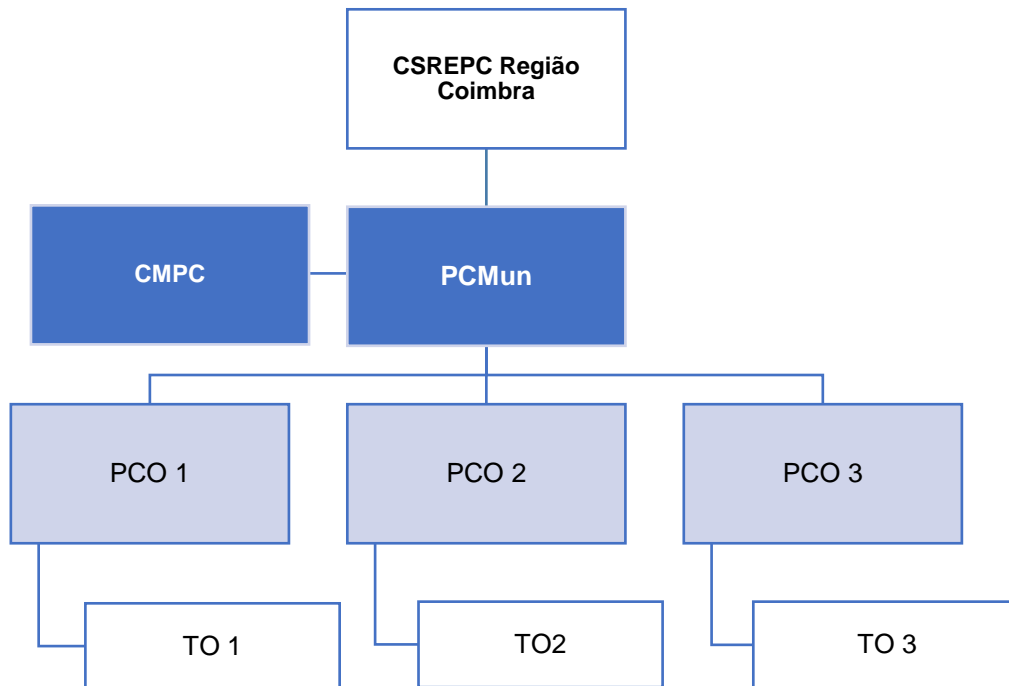 CSREPC Região
Coimbra
CMPC
PCMun
PCO 1
PCO 2
PCO 3
TO 1
TO2
TO 3